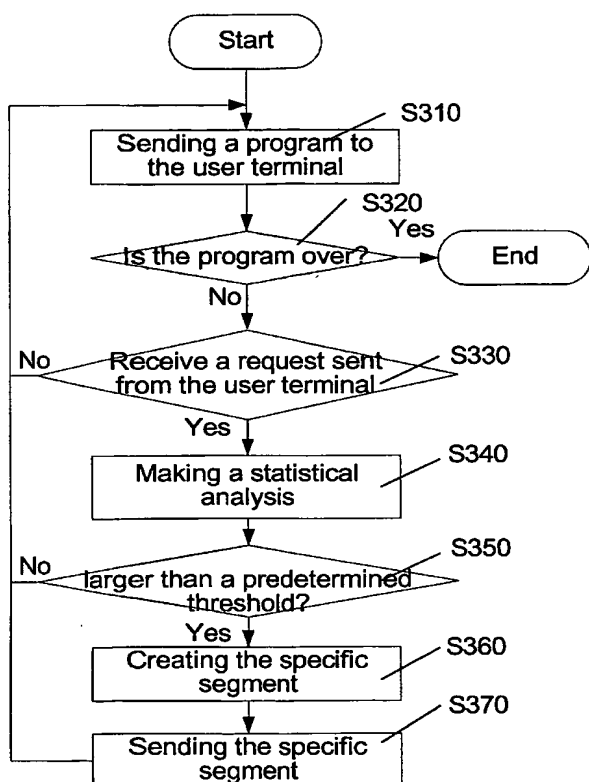 Start
S310
Sending a program to
the user terminal
S320
Yes
Is the program over?
End
No
No
Receive a request sent
from the user terminal
S330
Yes
S340
Making a statistical
analysis
S350
No
larger than a predetermined
threshold?
Yes
S360
Creating the specific
segment
S370
Sending the specific
segment